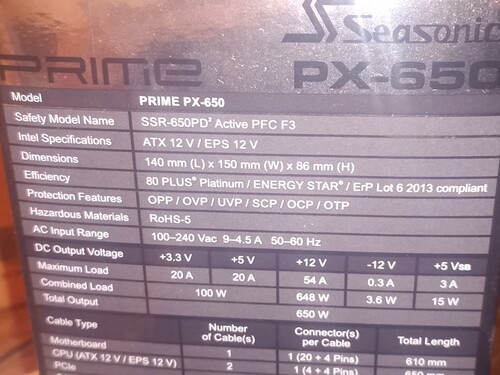 Seasonic
PRIME PX-650
Model PRIME PX-650
Safety Model Name SSR-650PD² Active PFC F3
Intel Specifications ATX 12 V / EPS 12 V
Dimensions 140 mm (L) x 150 mm (W) x 86 mm (H)
Efficiency 80 PLUS® Platinum / ENERGY STAR® / ErP Lot 6 2013 compliant
Protection Features OPP / OVP / UVP / SCP / OCP / OTP
Hazardous Materials RoHS-5
AC Input Range 100–240 Vac 9–4.5 A 50–60 Hz
DC Output Voltage +3.3 V +5 V +12 V -12 V +5 VSB
Maximum Load 20 A 20 A 54 A 0.3 A 3 A
Combined Load 100 W 648 W 3.6 W 15 W
Total Output 650 W
Cable Type Number of Cable(s) Connector(s) per Cable Total Length
Motherboard 1 1 (20 + 4 Pins) 610 mm
CPU (ATX 12 V / EPS 12 V) 2 1 (4 + 4 Pins) 650 mm
PCIe